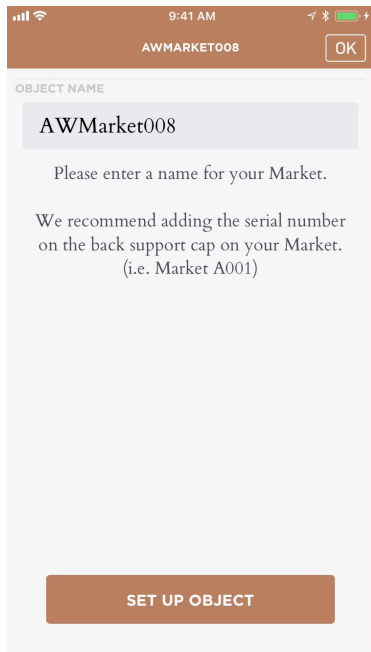 9:41 AM
AWMARKET008
OK
OBJECT NAME
AWMarket008
Please enter a name for your Market.
We recommend adding the serial number
on the back support cap on your Market.
(i.e. Market A001)
SET UP OBJECT